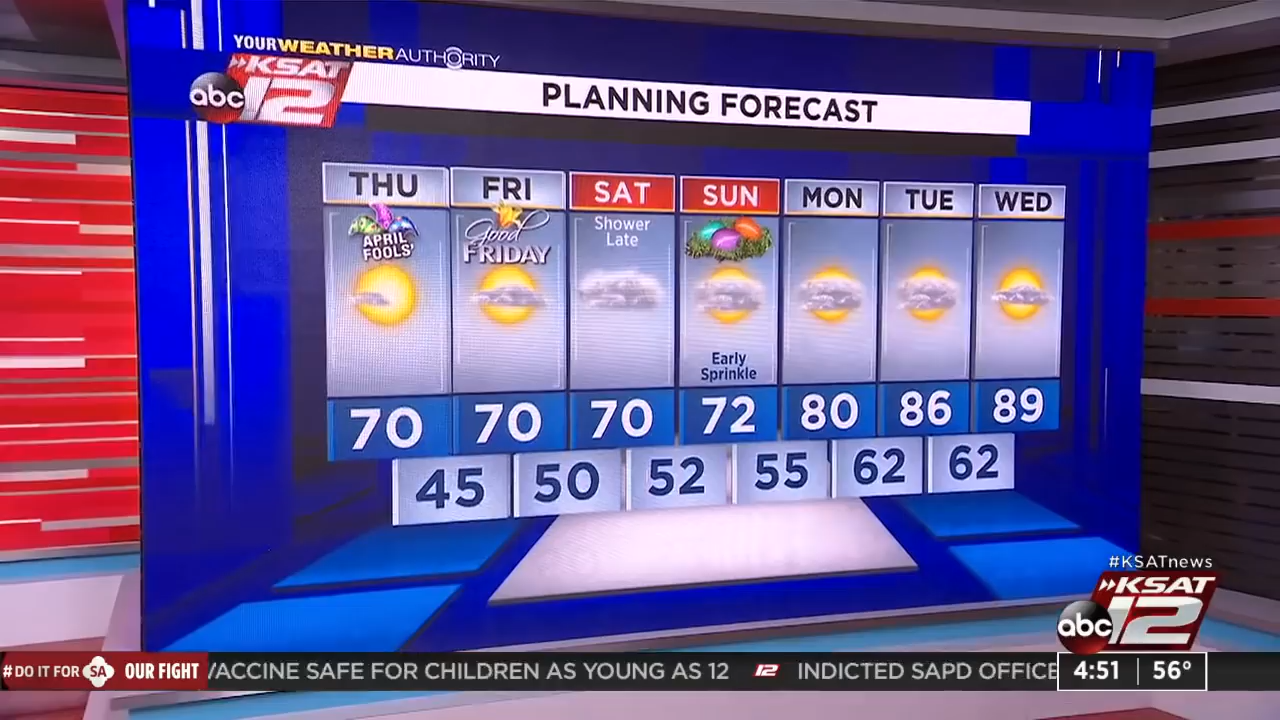 YOUR WEATHER AUTHORITY
»KSAT
abc 12
PLANNING FORECAST
THU FRI SAT SUN MON TUE WED
APRIL FOOLS'
Good FRIDAY
Shower
Late
Early
Sprinkle
70 70 70 72 80 86 89
45 50 52 55 62 62
#KSATnews
»KSAT
abc 12
#DO IT FOR SA OUR FIGHT VACCINE SAFE FOR CHILDREN AS YOUNG AS 12 12 INDICTED SAPD OFFICE 4:51 56°